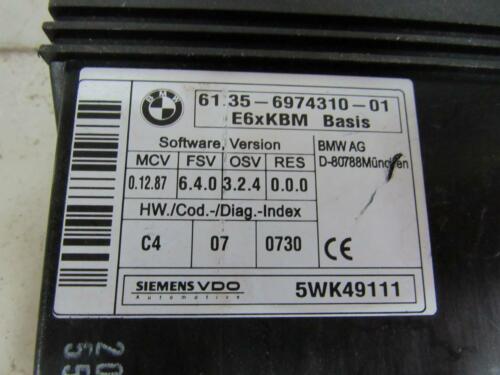 BMW
61.35-6974310-01
E6xKBM Basis
Software, Version
BMW AG
D-80788München
MCV FSV OSV RES
0.12.87 6.4.0 3.2.4 0.0.0
HW./Cod.-/Diag.-Index
C4 07 0730 CE
SIEMENS VDO
Automotive
5WK49111
20